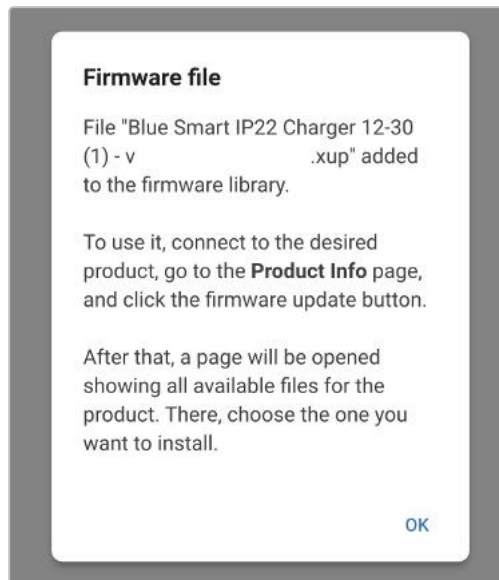 Firmware file
File "Blue Smart IP22 Charger 12-30
(1) - v .xup" added
to the firmware library.
To use it, connect to the desired
product, go to the Product Info page,
and click the firmware update button.
After that, a page will be opened
showing all available files for the
product. There, choose the one you
want to install.
OK